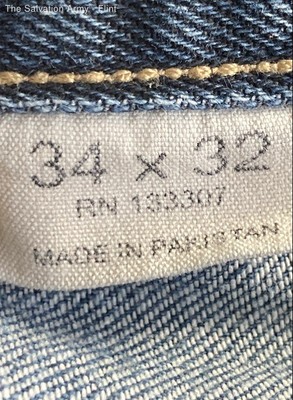 The Salvation Army - Flint
34 x 32
RN 133307
MADE IN PAKISTAN